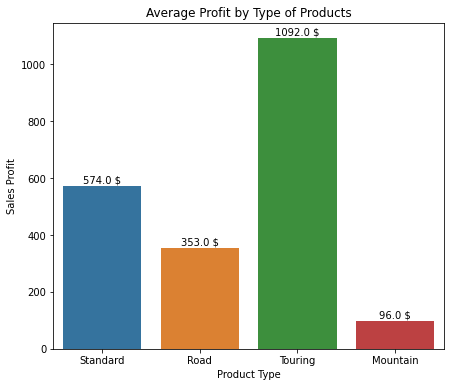 Average Profit by Type of Products
1092.0 $
1000
800
Sales Profit
600
574.0 $
400
353.0 $
200
96.0 $
0
Standard Road Touring Mountain
Product Type